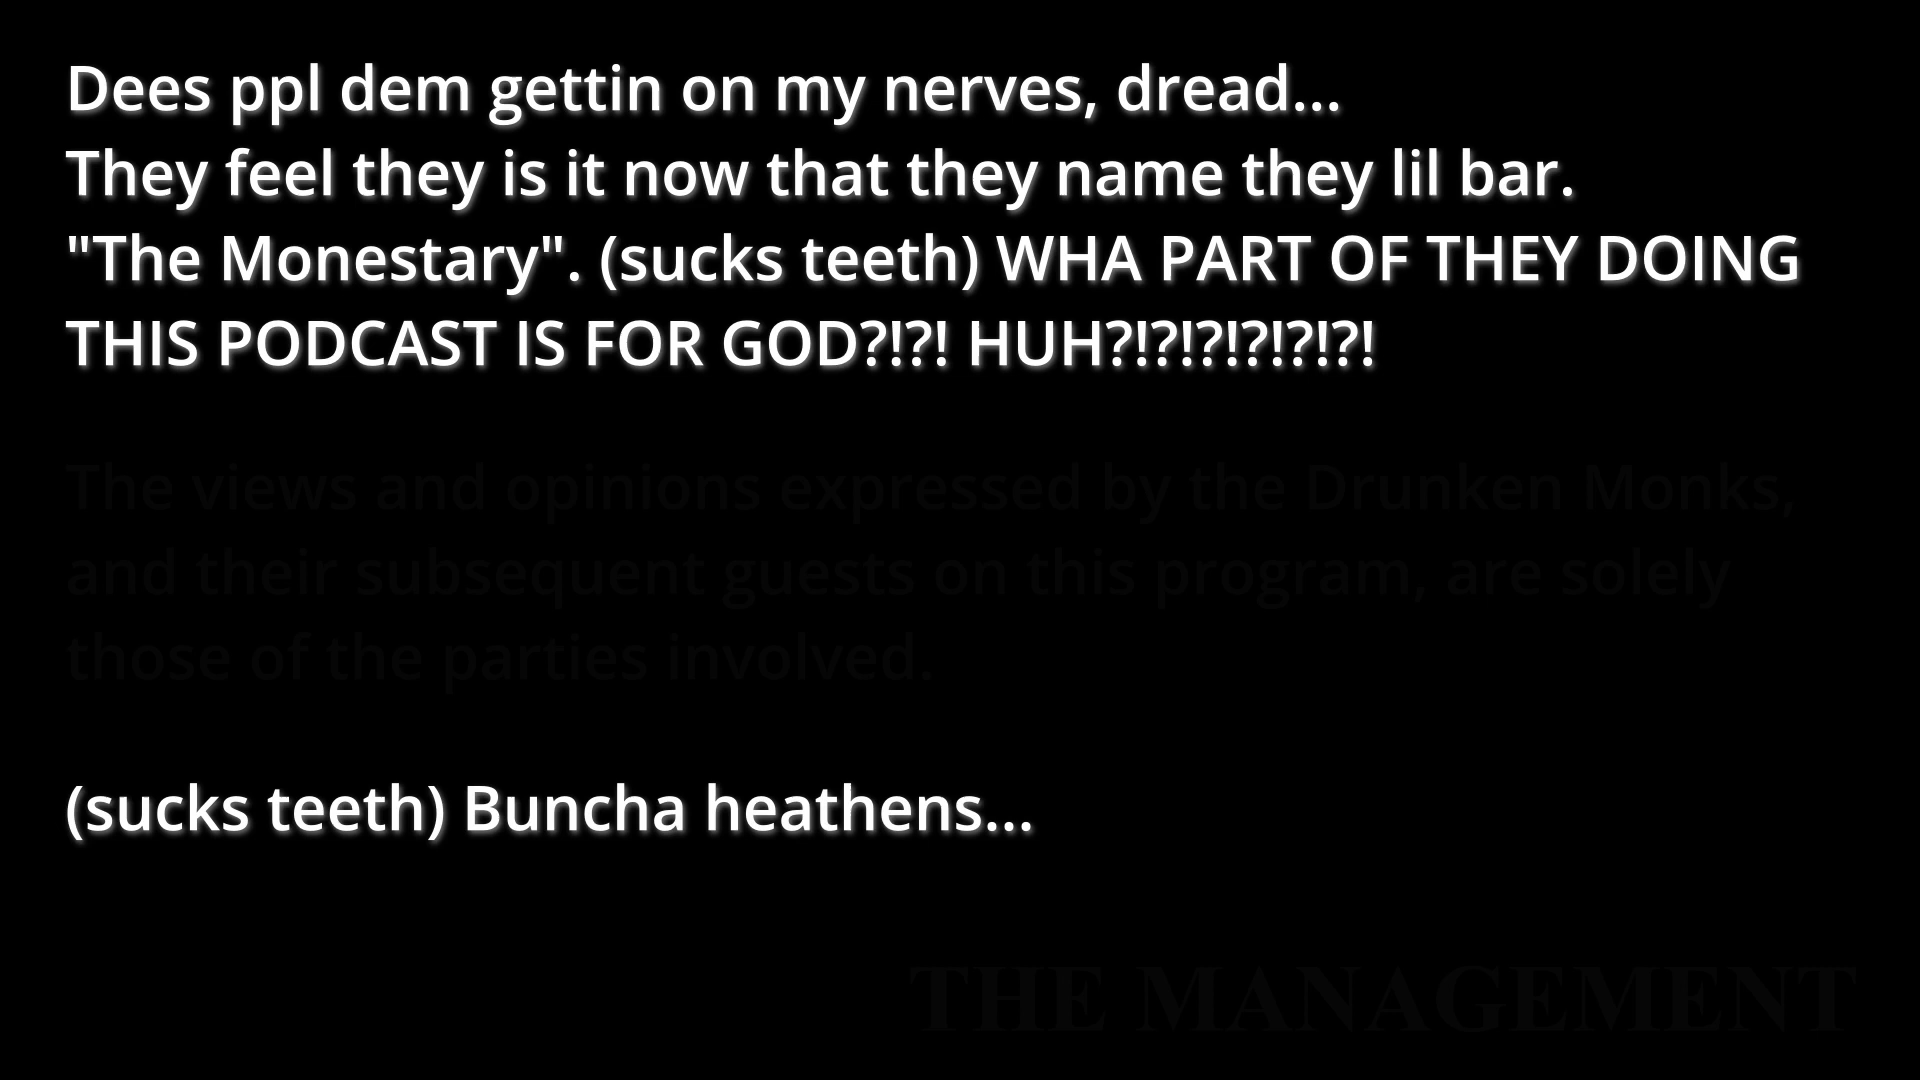 Dees ppl dem gettin on my nerves, dread...
They feel they is it now that they name they lil bar.
"The Monestary". (sucks teeth) WHA PART OF THEY DOING
THIS PODCAST IS FOR GOD?!?! HUH?!?!?!?!?!?!
The views and opinions expressed by the Drunken Monks,
and their subsequent guests on this program, are solely
those of the parties involved.
(sucks teeth) Buncha heathens...
THE MANAGEMENT